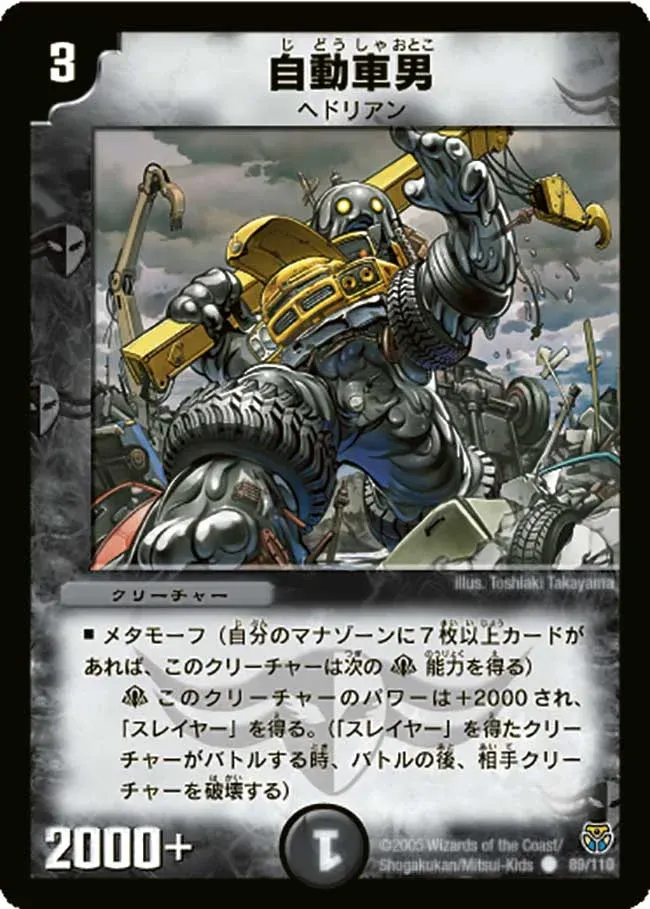 3
じどうしゃおとこ
自動車男
ヘドリアン
illus. Toshiaki Takayama
クリーチャー
■ メタモーフ（自分のマナゾーンに７枚以上カードが
あれば、このクリーチャーは次の 能力を得る）
このクリーチャーのパワーは＋2000され、
「スレイヤー」を得る。（「スレイヤー」を得たクリー
チャーがバトルする時、バトルの後、相手クリー
チャーを破壊する）
2000+
1
©2005 Wizards of the Coast/
Shogakukan/Mitsui-Kids
89/110